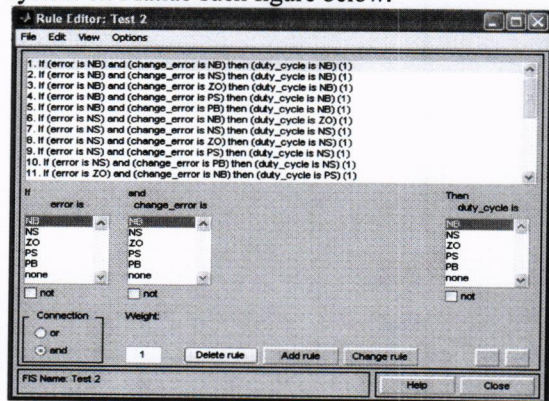 Rule Editor: Test 2
File Edit View Options
1. If (error is NB) and (change_error is NB) then (duty_cycle is NB) (1)
2. If (error is NB) and (change_error is NS) then (duty_cycle is NB) (1)
3. If (error is NB) and (change_error is ZO) then (duty_cycle is NB) (1)
4. If (error is NB) and (change_error is PS) then (duty_cycle is NB) (1)
5. If (error is NB) and (change_error is PB) then (duty_cycle is NB) (1)
6. If (error is NS) and (change_error is NB) then (duty_cycle is ZO) (1)
7. If (error is NS) and (change_error is NS) then (duty_cycle is NS) (1)
8. If (error is NS) and (change_error is ZO) then (duty_cycle is NS) (1)
9. If (error is NS) and (change_error is PS) then (duty_cycle is NS) (1)
10. If (error is NS) and (change_error is PB) then (duty_cycle is NS) (1)
11. If (error is ZO) and (change_error is NB) then (duty_cycle is PS) (1)
If and Then
error is change_error is duty_cycle is
NB NB NB
NS NS NS
ZO ZO ZO
PS PS PS
PB PB PB
none none none
not not not
Connection Weight:
or
and 1 Delete rule Add rule Change rule
FIS Name: Test 2 Help Close